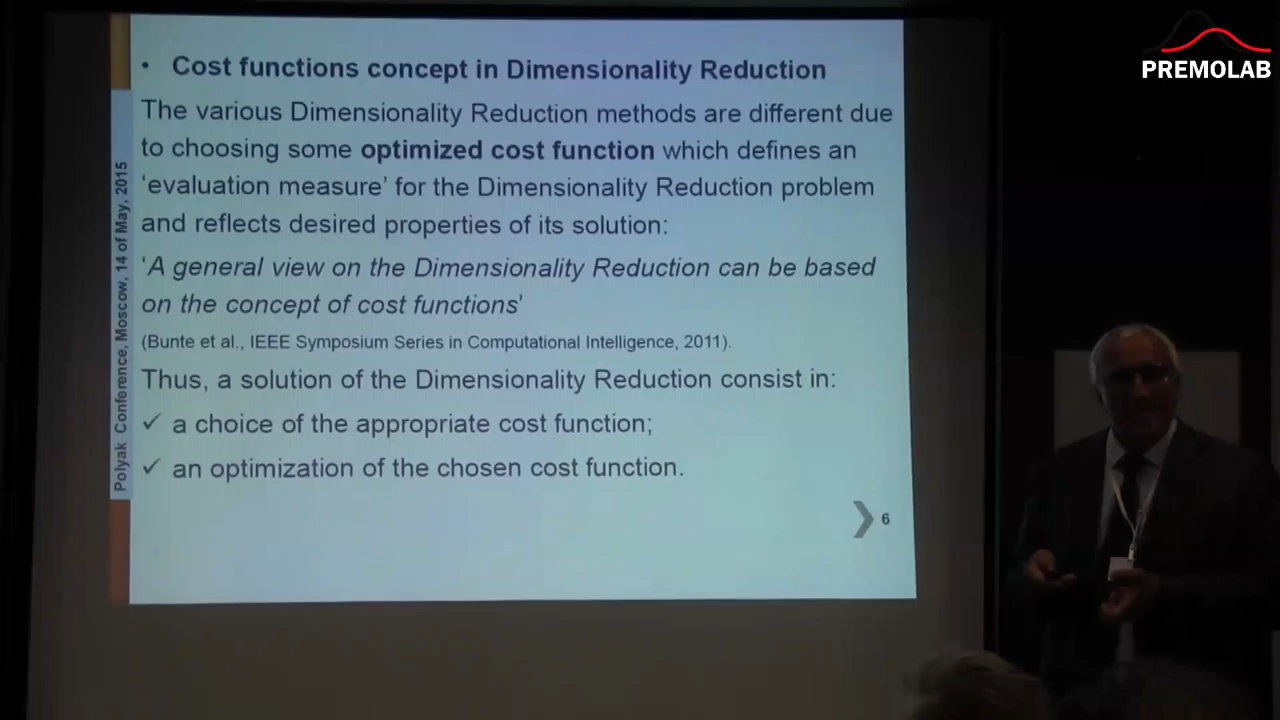 PREMOLAB
Polyak Conference, Moscow, 14 of May, 2015
• Cost functions concept in Dimensionality Reduction
The various Dimensionality Reduction methods are different due
to choosing some optimized cost function which defines an
‘evaluation measure’ for the Dimensionality Reduction problem
and reflects desired properties of its solution:
‘A general view on the Dimensionality Reduction can be based
on the concept of cost functions’
(Bunte et al., IEEE Symposium Series in Computational Intelligence, 2011).
Thus, a solution of the Dimensionality Reduction consist in:
✓ a choice of the appropriate cost function;
✓ an optimization of the chosen cost function.
6